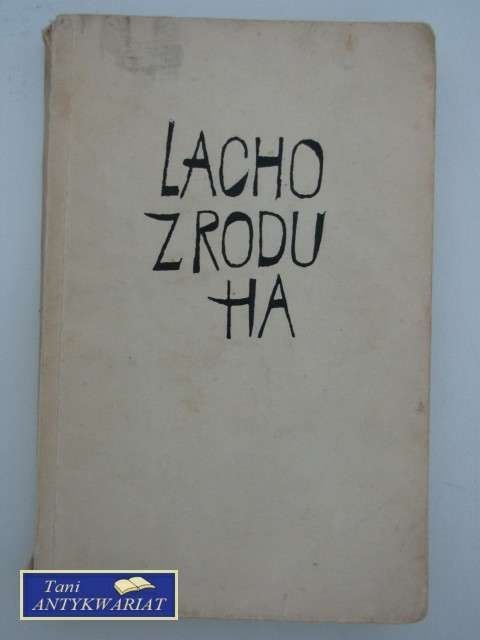 LACHO
Z RODU
HA
Tani
ANTYKWARIAT